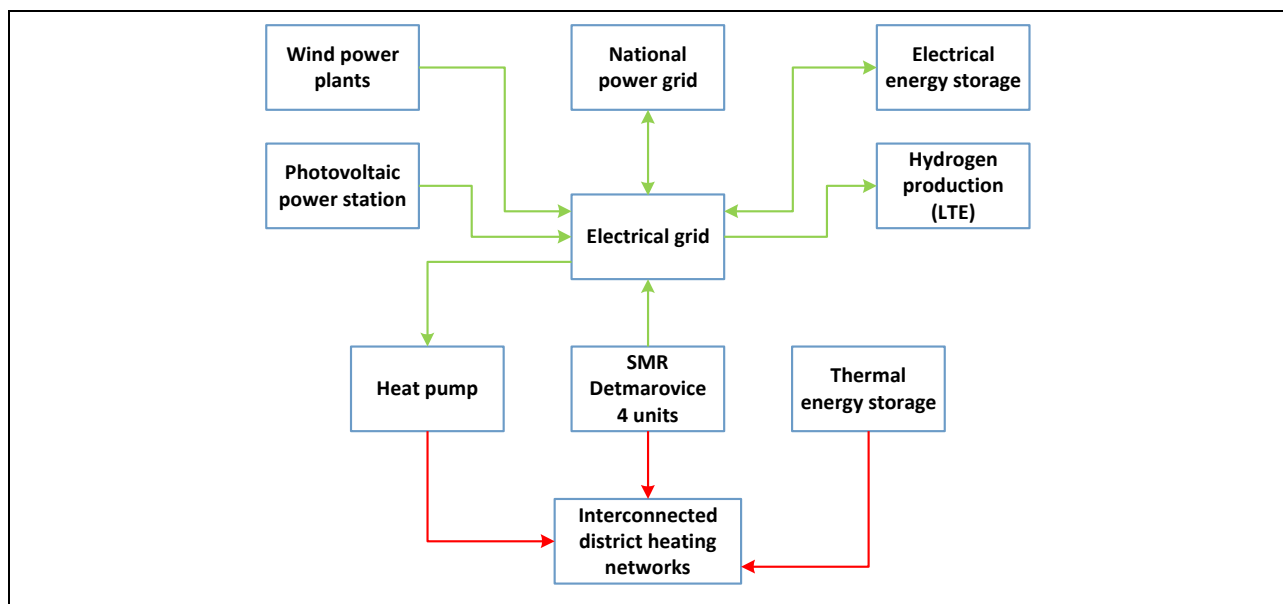 Wind power
plants
National
power grid
Electrical
energy storage
Photovoltaic
power station
Hydrogen
production
(LTE)
Electrical grid
Heat pump
SMR
Detmarovice
4 units
Thermal
energy storage
Interconnected
district heating
networks